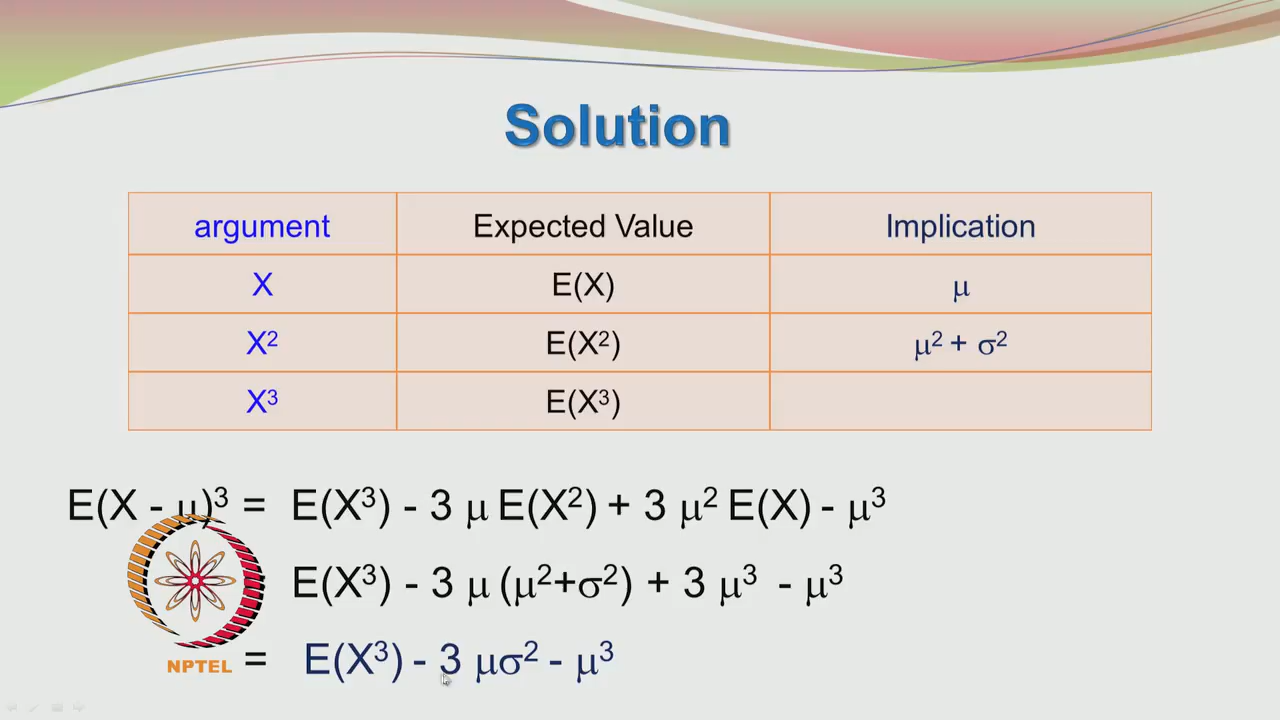 Solution
argument Expected Value Implication
X E(X) μ
X² E(X²) μ² + σ²
X³ E(X³)
E(X - μ)³ = E(X³) - 3 μ E(X²) + 3 μ² E(X) - μ³
E(X³) - 3 μ (μ²+σ²) + 3 μ³ - μ³
= E(X³) - 3 μσ² - μ³
NPTEL